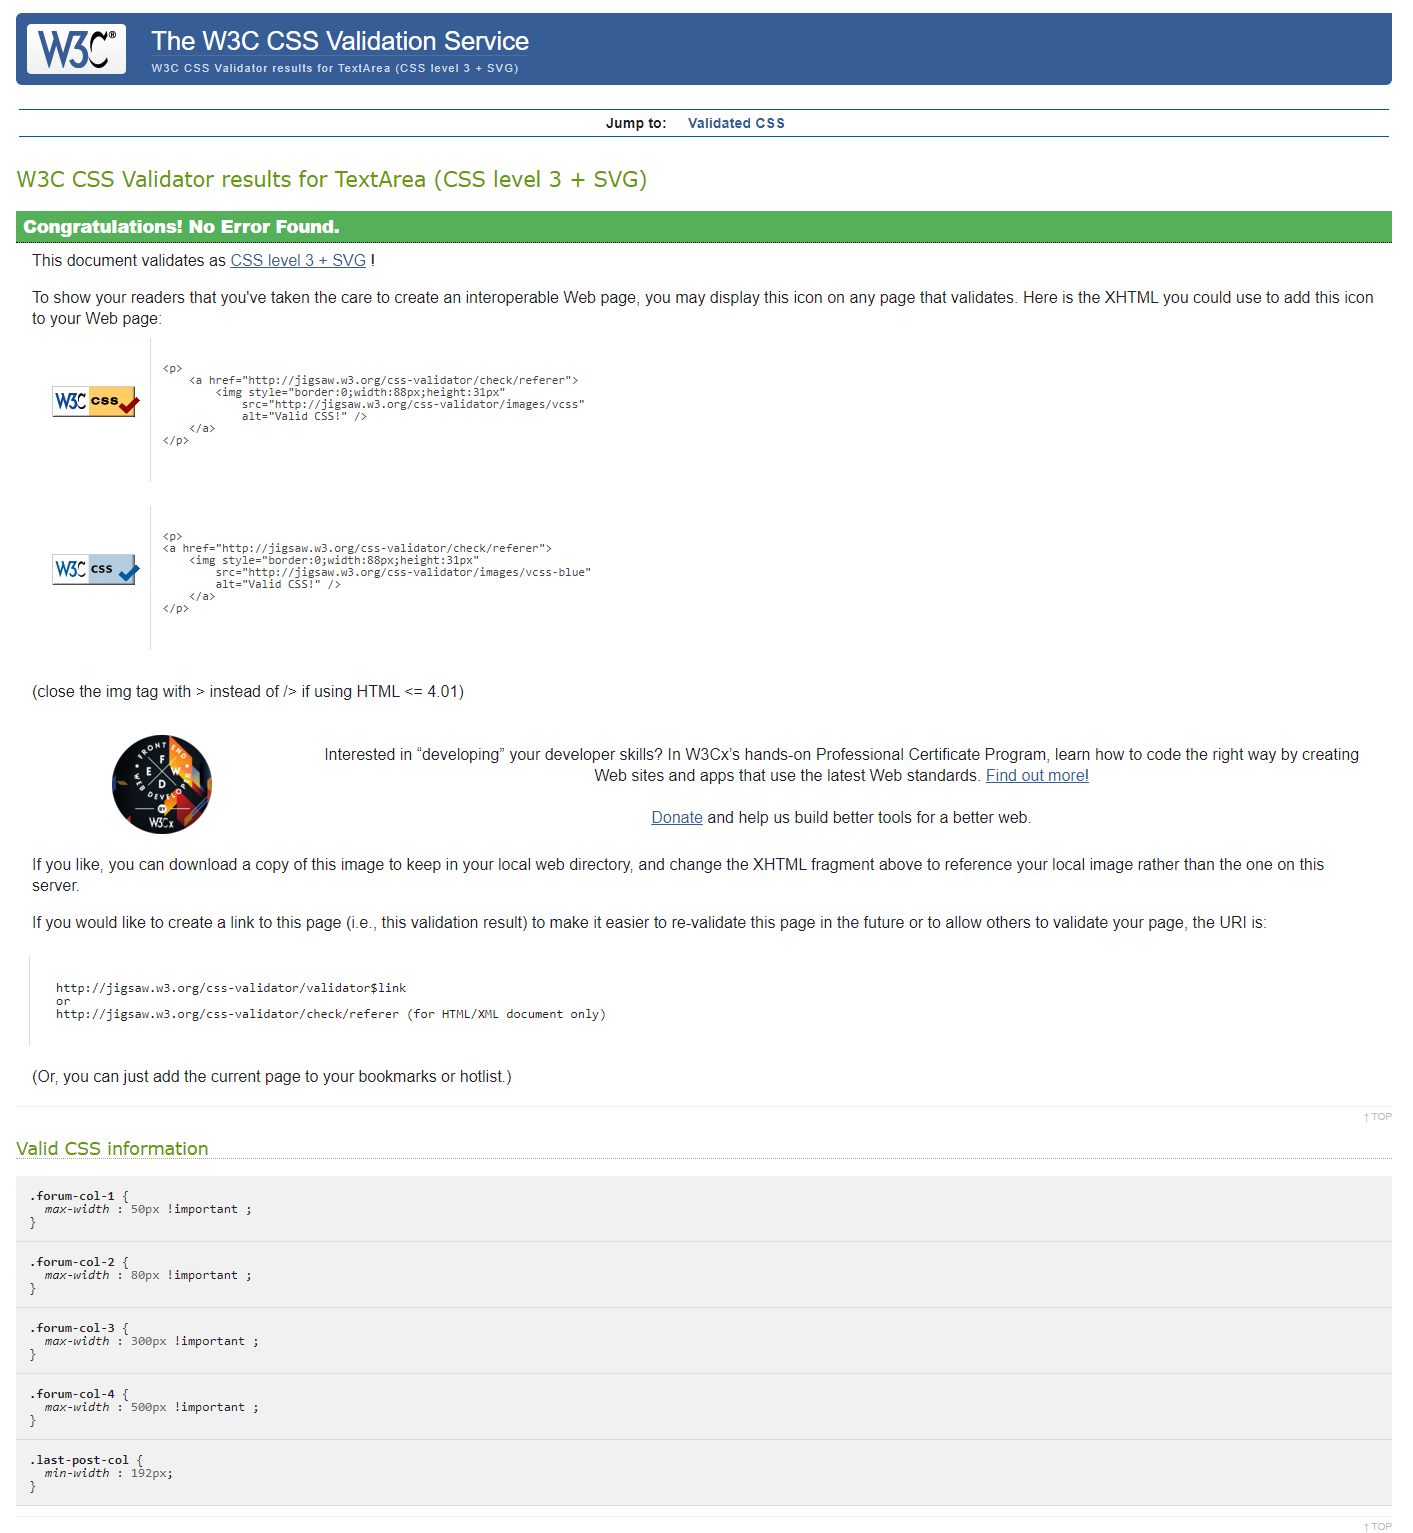 W3C®
The W3C CSS Validation Service
W3C CSS Validator results for TextArea (CSS level 3 + SVG)
Jump to: Validated CSS
W3C CSS Validator results for TextArea (CSS level 3 + SVG)
Congratulations! No Error Found.
This document validates as CSS level 3 + SVG !
To show your readers that you've taken the care to create an interoperable Web page, you may display this icon on any page that validates. Here is the XHTML you could use to add this icon
to your Web page:
W3C css
<p>
    <a href="http://jigsaw.w3.org/css-validator/check/referer">
        <img style="border:0;width:88px;height:31px"
            src="http://jigsaw.w3.org/css-validator/images/vcss"
            alt="Valid CSS!" />
    </a>
</p>
W3C css
<p>
<a href="http://jigsaw.w3.org/css-validator/check/referer">
    <img style="border:0;width:88px;height:31px"
        src="http://jigsaw.w3.org/css-validator/images/vcss-blue"
        alt="Valid CSS!" />
    </a>
</p>
(close the img tag with > instead of /> if using HTML <= 4.01)
FRONT END
WEB DEVELOPER
F
E W
D
BY
W3Cx
Interested in “developing” your developer skills? In W3Cx’s hands-on Professional Certificate Program, learn how to code the right way by creating
Web sites and apps that use the latest Web standards. Find out more!
Donate and help us build better tools for a better web.
If you like, you can download a copy of this image to keep in your local web directory, and change the XHTML fragment above to reference your local image rather than the one on this
server.
If you would like to create a link to this page (i.e., this validation result) to make it easier to re-validate this page in the future or to allow others to validate your page, the URI is:
http://jigsaw.w3.org/css-validator/validator$link
or
http://jigsaw.w3.org/css-validator/check/referer (for HTML/XML document only)
(Or, you can just add the current page to your bookmarks or hotlist.)
↑ TOP
Valid CSS information
.forum-col-1 {
  max-width : 50px !important ;
}
.forum-col-2 {
  max-width : 80px !important ;
}
.forum-col-3 {
  max-width : 300px !important ;
}
.forum-col-4 {
  max-width : 500px !important ;
}
.last-post-col {
  min-width : 192px;
}
↑ TOP